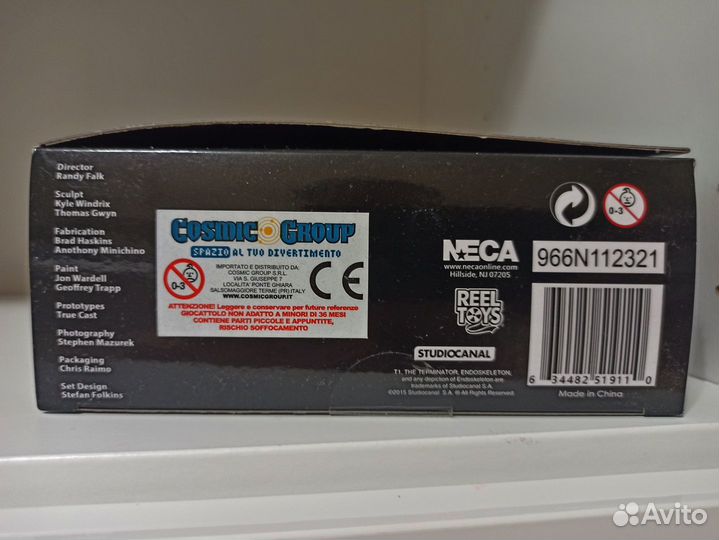 Director
Randy Falk
Sculpt
Kyle Windrix
Thomas Gwyn
Fabrication
Brad Haskins
Anothony Minichino
Paint
Jon Wardell
Geoffrey Trapp
Prototypes
True Cast
Photography
Stephen Mazurek
Packaging
Chris Raimo
Set Design
Stefan Folkins
COSMIC GROUP
SPAZIO AL TUO DIVERTIMENTO
0-3
IMPORTATO E DISTRIBUITO DA:
COSMIC GROUP S.R.L.
VIA S. GIUSEPPE 7
LOCALITA' PONTE GHIARA
SALSOMAGGIORE TERME (PR) ITALY
WWW.COSMICGROUP.IT
CE
ATTENZIONE! Leggere e conservare per future referenze
GIOCATTOLO NON ADATTO A MINORI DI 36 MESI
CONTIENE PARTI PICCOLE E APPUNTITE,
RISCHIO SOFFOCAMENTO
NECA
www.necaonline.com
Hillside, NJ 07205
REEL
TOYS
STUDIOCANAL
T1, THE TERMINATOR, ENDOSKELETON,
and any depiction of Endoskeleton are
trademarks of Studiocanal S.A.
©2015 Studiocanal S.A. ® All Rights Reserved.
0-3
966N112321
6 34482 51911 0
Made in China
Avito